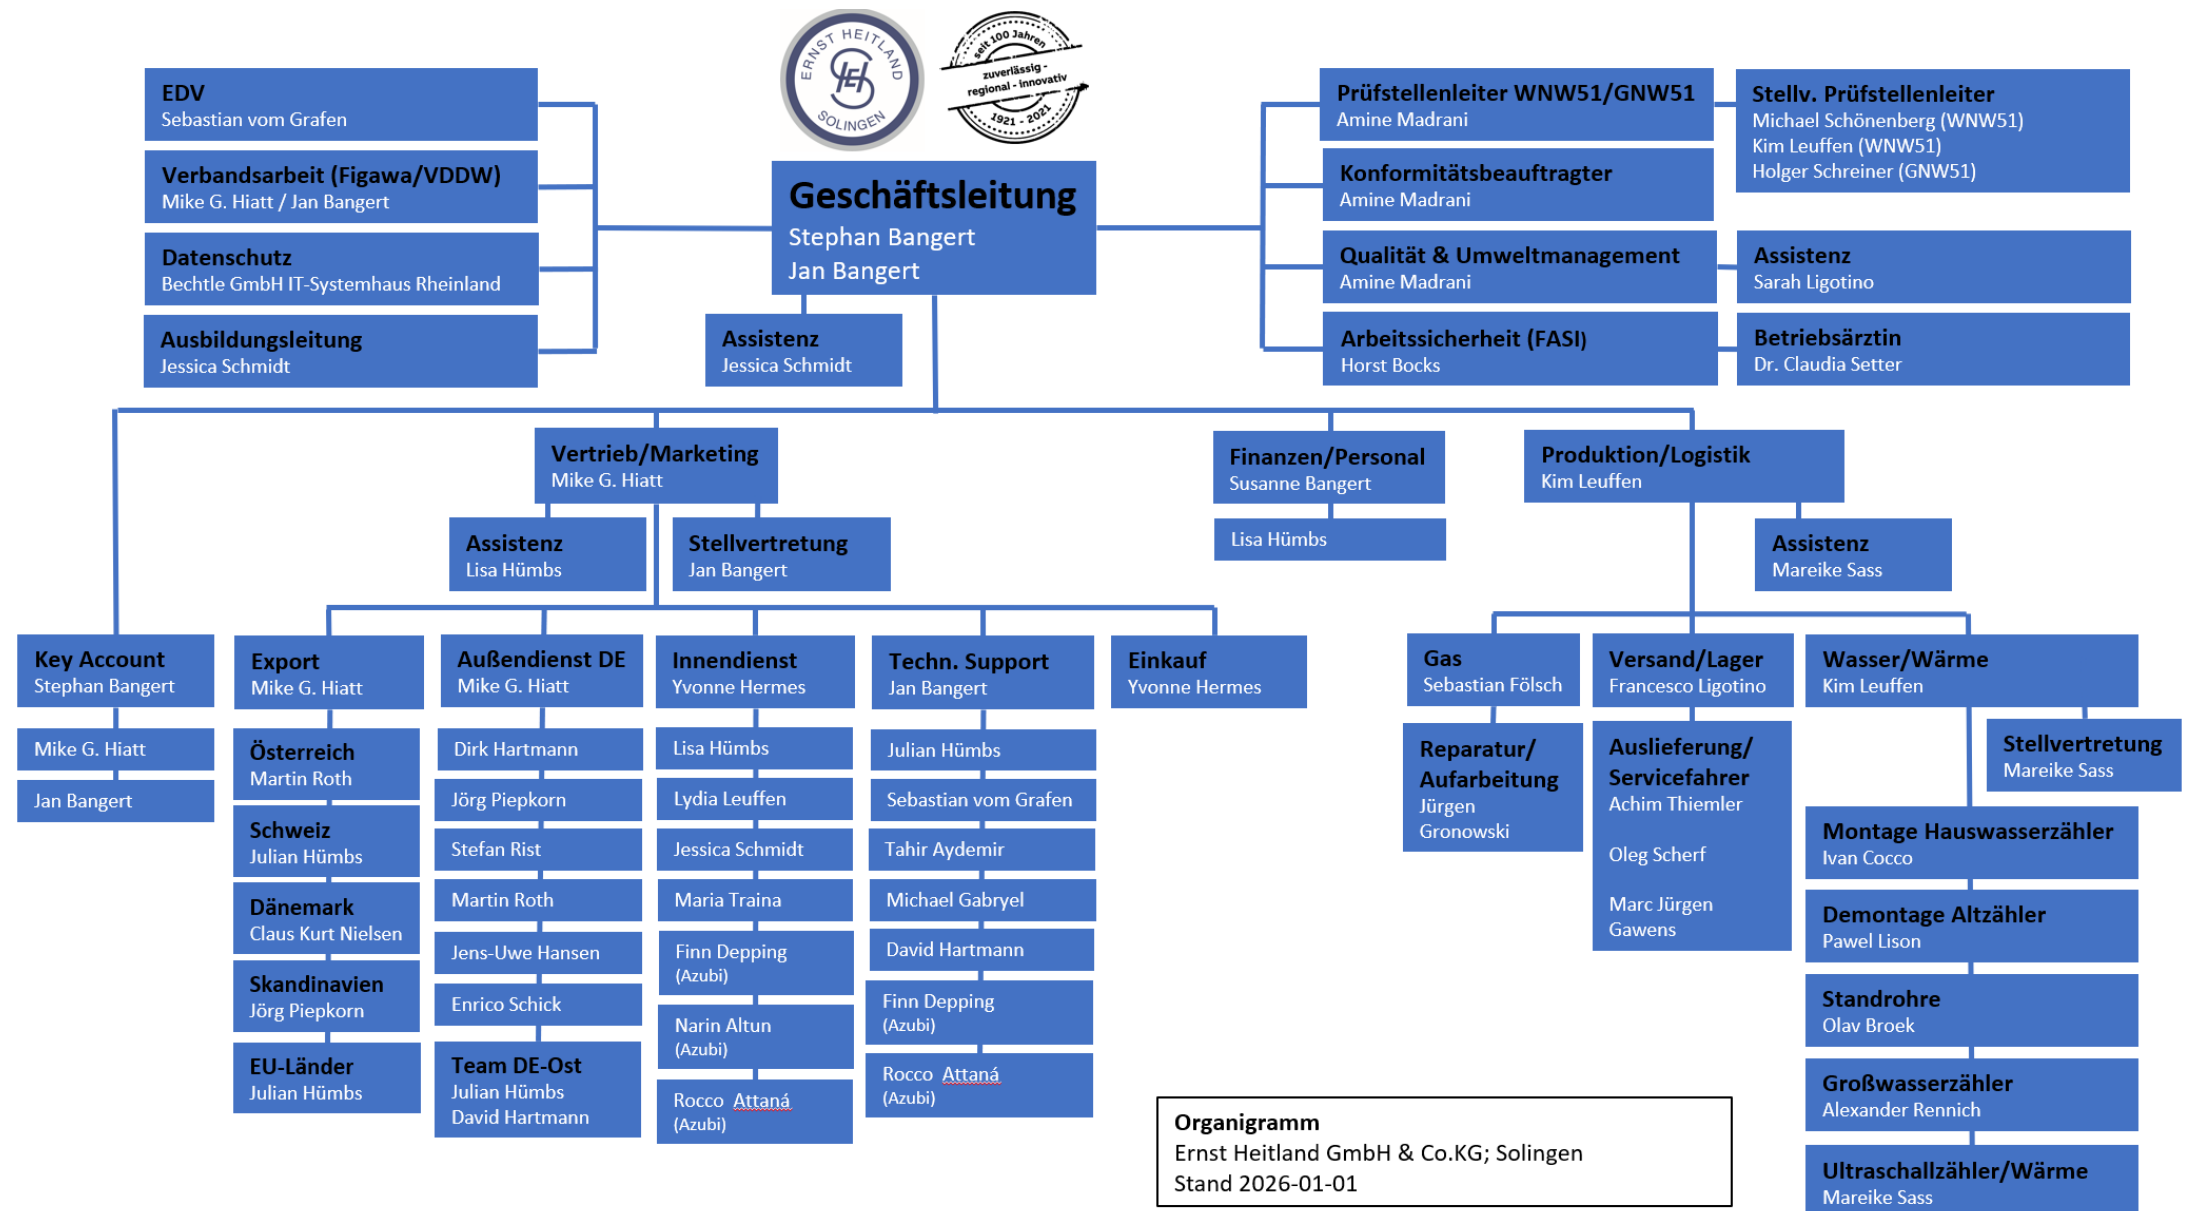 ERNST HEITLAND
SOLINGEN
seit 100 Jahren
zuverlässig -
regional - innovativ
1921 - 2021
EDV
Sebastian vom Grafen
Verbandsarbeit (Figawa/VDDW)
Mike G. Hiatt / Jan Bangert
Datenschutz
Bechtle GmbH IT-Systemhaus Rheinland
Ausbildungsleitung
Jessica Schmidt
Geschäftsleitung
Stephan Bangert
Jan Bangert
Assistenz
Jessica Schmidt
Prüfstellenleiter WNW51/GNW51
Amine Madrani
Stellv. Prüfstellenleiter
Michael Schönenberg (WNW51)
Kim Leuffen (WNW51)
Holger Schreiner (GNW51)
Konformitätsbeauftragter
Amine Madrani
Qualität & Umweltmanagement
Amine Madrani
Assistenz
Sarah Ligotino
Arbeitssicherheit (FASI)
Horst Bocks
Betriebsärztin
Dr. Claudia Setter
Vertrieb/Marketing
Mike G. Hiatt
Assistenz
Lisa Hümbs
Stellvertretung
Jan Bangert
Finanzen/Personal
Susanne Bangert
Lisa Hümbs
Produktion/Logistik
Kim Leuffen
Assistenz
Mareike Sass
Key Account
Stephan Bangert
Mike G. Hiatt
Jan Bangert
Export
Mike G. Hiatt
Österreich
Martin Roth
Schweiz
Julian Hümbs
Dänemark
Claus Kurt Nielsen
Skandinavien
Jörg Piepkorn
EU-Länder
Julian Hümbs
Außendienst DE
Mike G. Hiatt
Dirk Hartmann
Jörg Piepkorn
Stefan Rist
Martin Roth
Jens-Uwe Hansen
Enrico Schick
Team DE-Ost
Julian Hümbs
David Hartmann
Innendienst
Yvonne Hermes
Lisa Hümbs
Lydia Leuffen
Jessica Schmidt
Maria Traina
Finn Depping
(Azubi)
Narin Altun
(Azubi)
Rocco Attaná
(Azubi)
Techn. Support
Jan Bangert
Julian Hümbs
Sebastian vom Grafen
Tahir Aydemir
Michael Gabryel
David Hartmann
Finn Depping
(Azubi)
Rocco Attaná
(Azubi)
Einkauf
Yvonne Hermes
Gas
Sebastian Fölsch
Reparatur/
Aufarbeitung
Jürgen
Gronowski
Versand/Lager
Francesco Ligotino
Auslieferung/
Servicefahrer
Achim Thiemler
Oleg Scherf
Marc Jürgen
Gawens
Wasser/Wärme
Kim Leuffen
Stellvertretung
Mareike Sass
Montage Hauswasserzähler
Ivan Cocco
Demontage Altzähler
Pawel Lison
Standrohre
Olav Broek
Großwasserzähler
Alexander Rennich
Ultraschallzähler/Wärme
Mareike Sass
Organigramm
Ernst Heitland GmbH & Co.KG; Solingen
Stand 2026-01-01